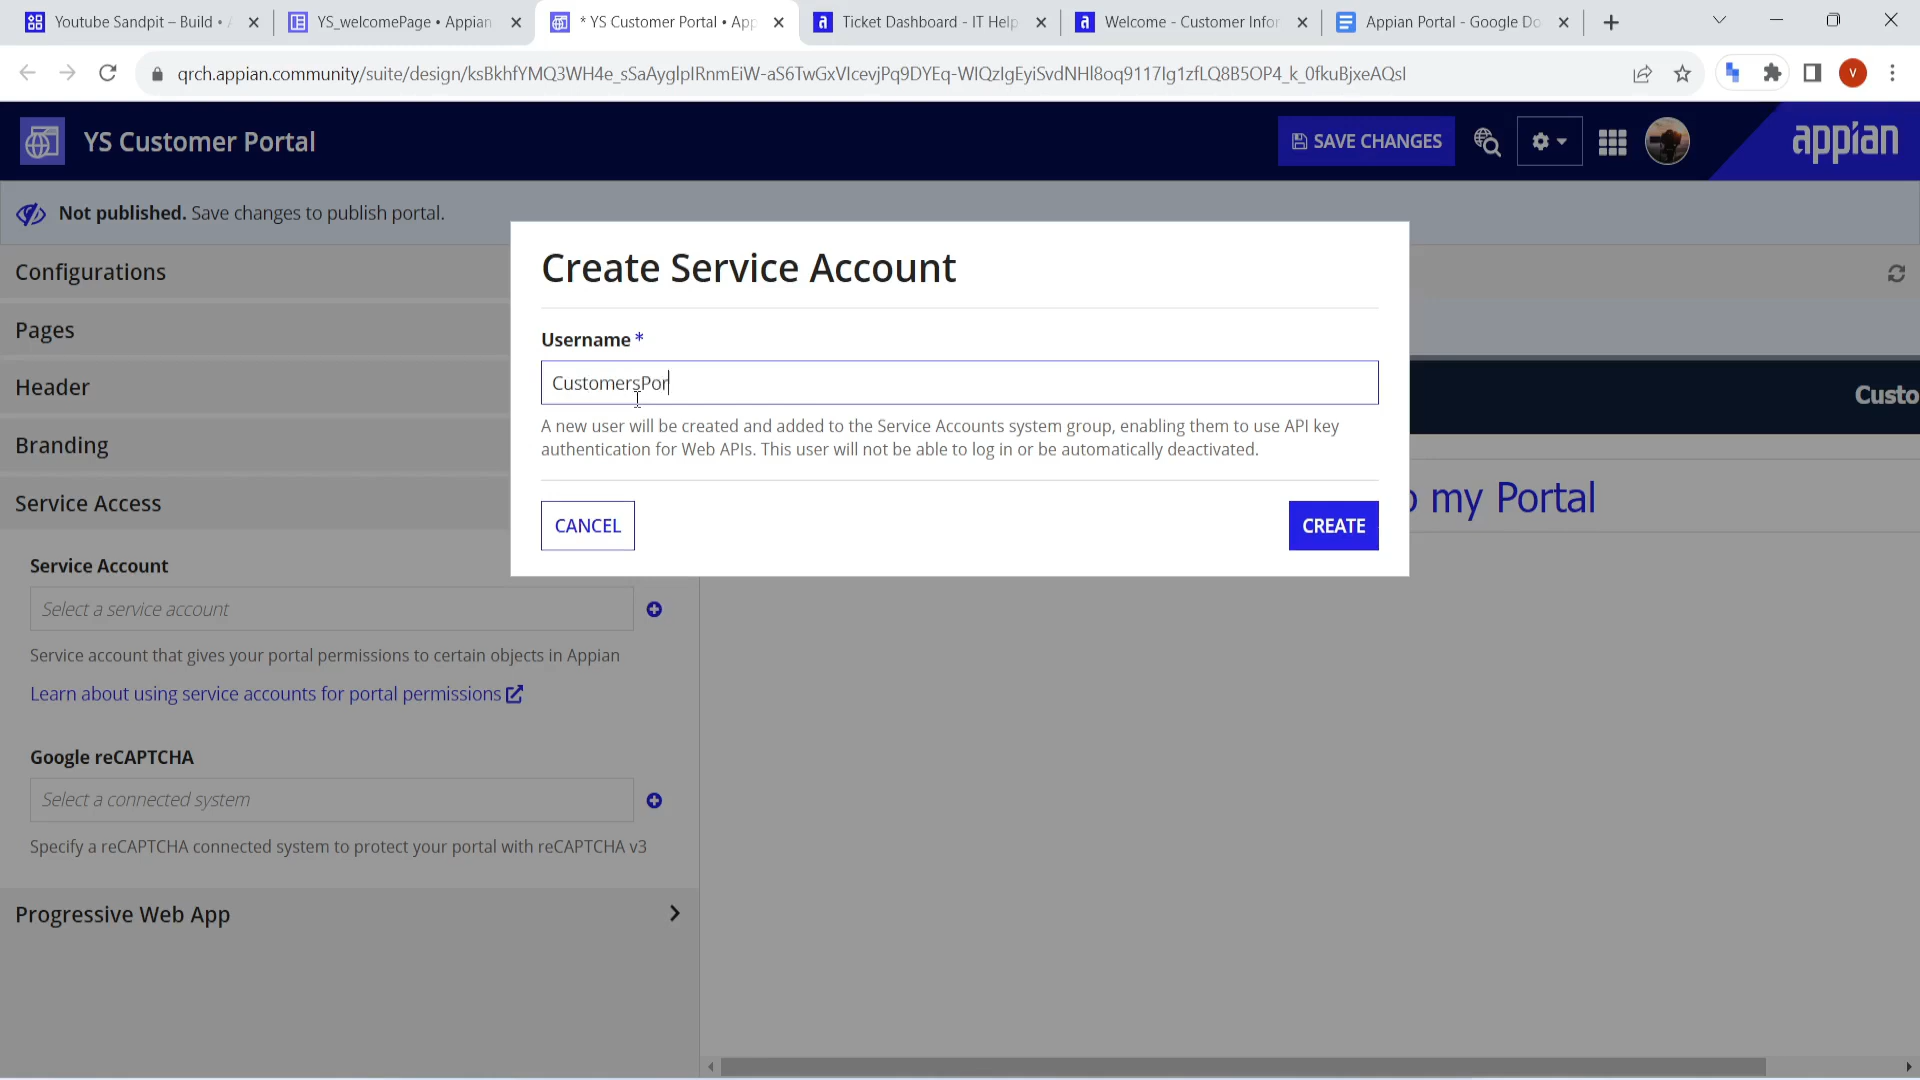 Youtube Sandpit – Build •
YS_welcomePage • Appian
* YS Customer Portal • App
Ticket Dashboard - IT Help
Welcome - Customer Infor
Appian Portal - Google Do
qrch.appian.community/suite/design/ksBkhfYMQ3WH4e_sSaAyglpIRnmEiW-aS6TwGxVIcevjPq9DYEq-WIQzIgEyiSvdNHl8oq9117Ig1zfLQ8B5OP4_k_0fkuBjxeAQsI
V
YS Customer Portal
SAVE CHANGES
appian
Not published. Save changes to publish portal.
Configurations
Pages
Header
Branding
Service Access
Service Account
Select a service account
Service account that gives your portal permissions to certain objects in Appian
Learn about using service accounts for portal permissions
Google reCAPTCHA
Select a connected system
Specify a reCAPTCHA connected system to protect your portal with reCAPTCHA v3
Progressive Web App
Create Service Account
Username *
CustomersPor
A new user will be created and added to the Service Accounts system group, enabling them to use API key
authentication for Web APIs. This user will not be able to log in or be automatically deactivated.
CANCEL
CREATE
Custo
my Portal